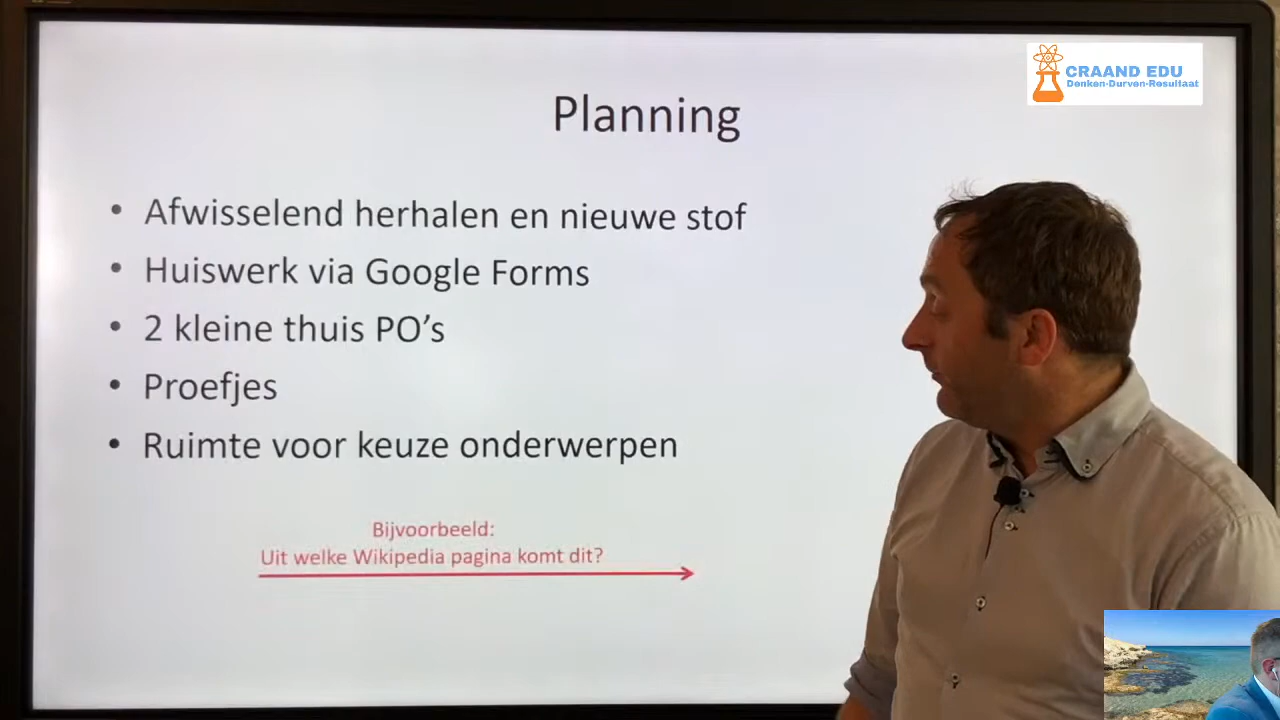 CRAAND EDU
Denken-Durven-Resultaat
Planning
• Afwisselend herhalen en nieuwe stof
• Huiswerk via Google Forms
• 2 kleine thuis PO’s
• Proefjes
• Ruimte voor keuze onderwerpen
Bijvoorbeeld:
Uit welke Wikipedia pagina komt dit?